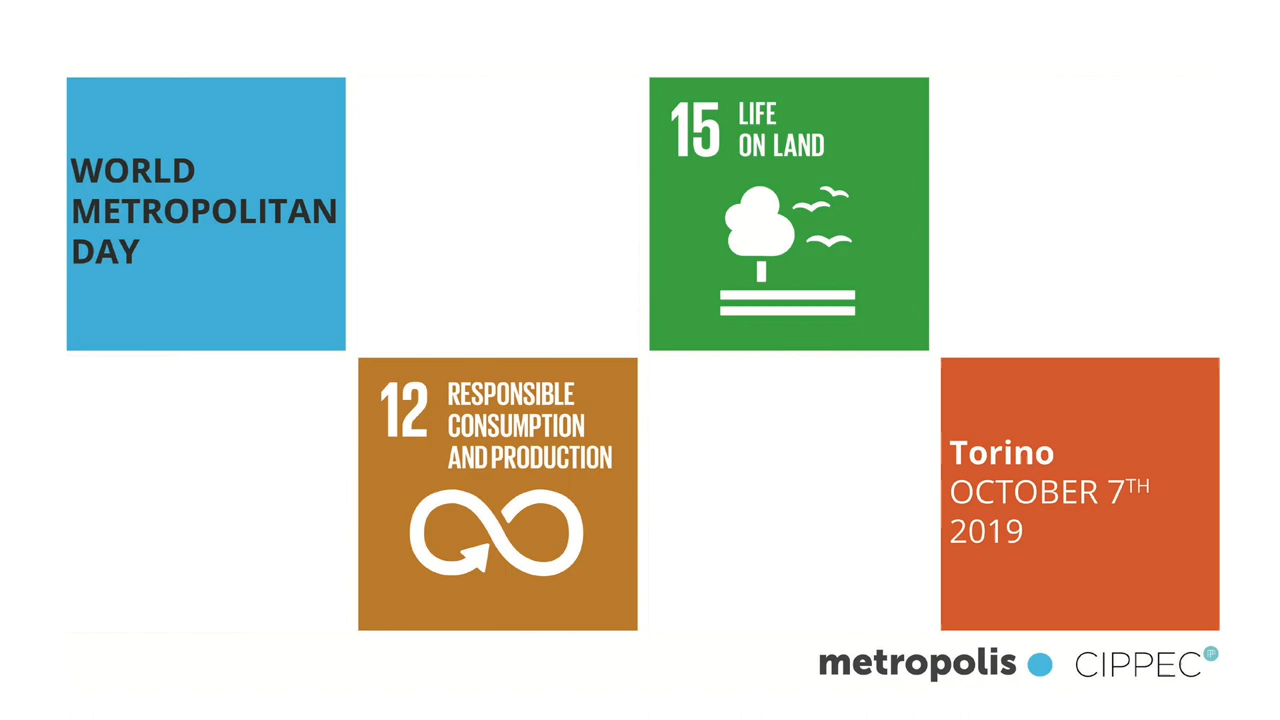 WORLD
METROPOLITAN
DAY
15 LIFE
ON LAND
12 RESPONSIBLE
CONSUMPTION
AND PRODUCTION
Torino
OCTOBER 7TH
2019
metropolis CIPPEC